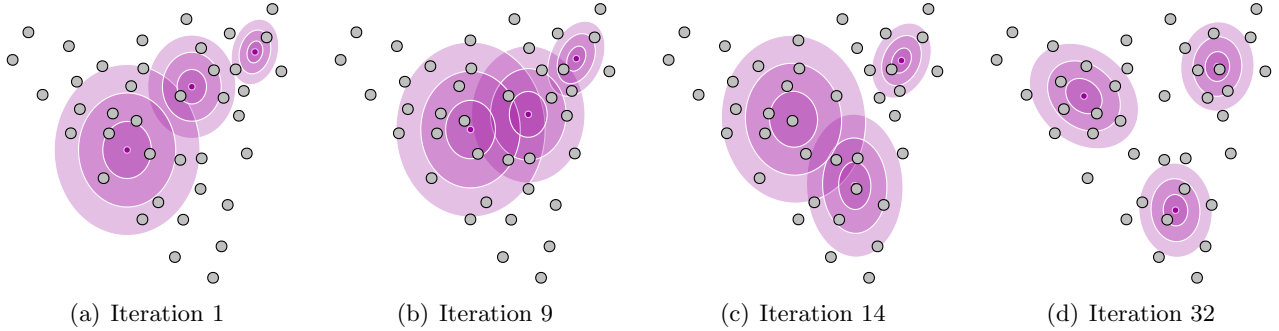 (a) Iteration 1
(b) Iteration 9
(c) Iteration 14
(d) Iteration 32